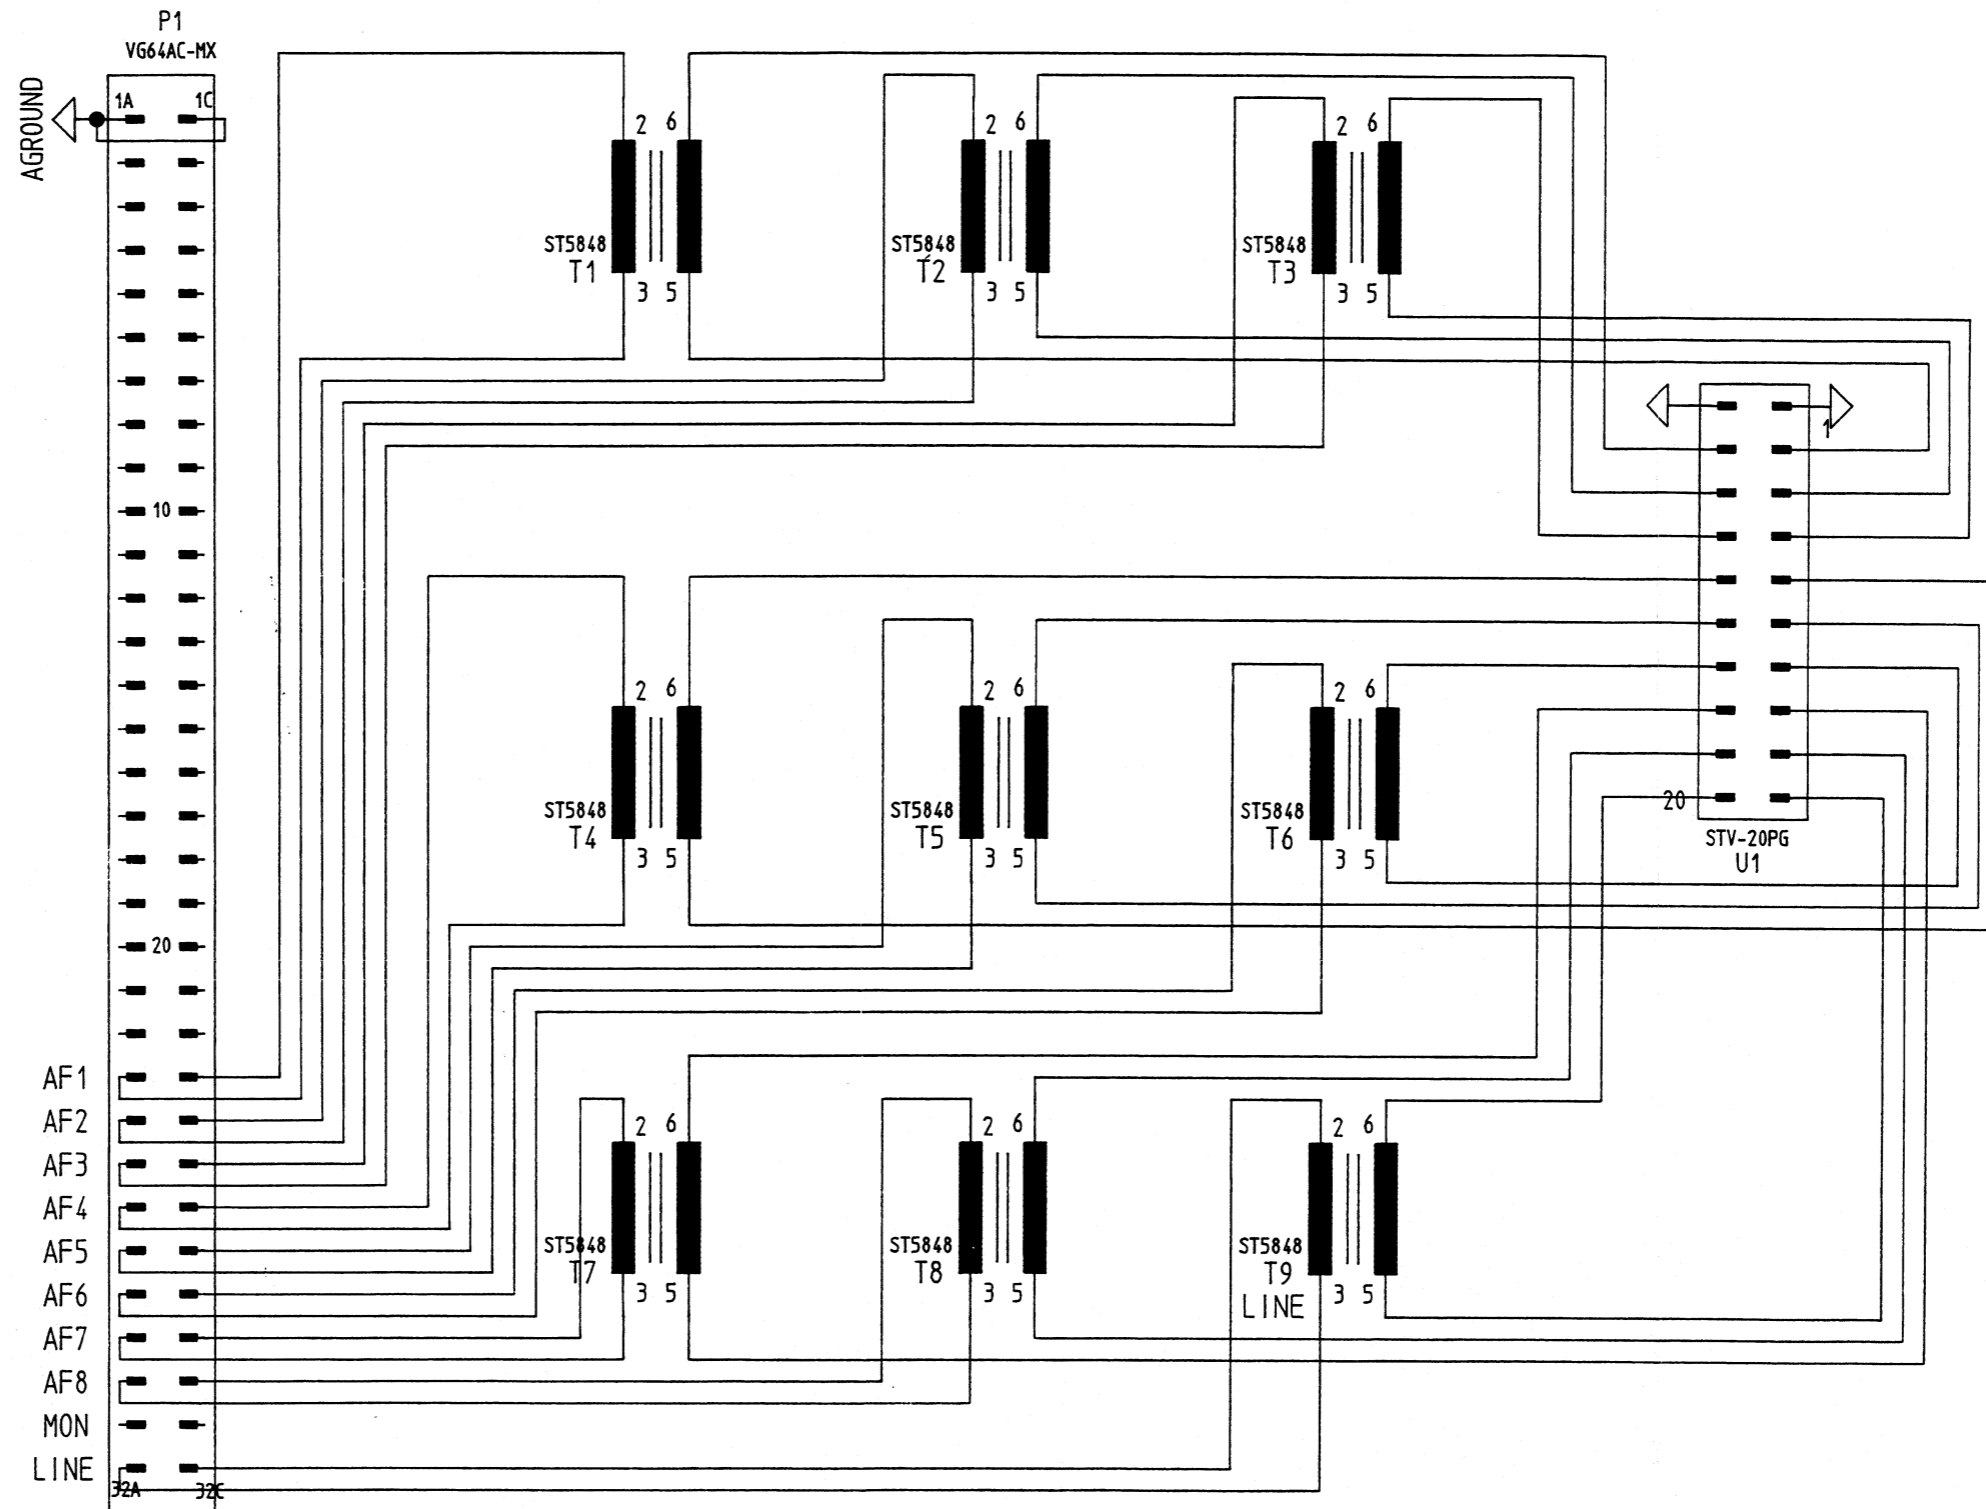 P1
VG64AC-MX
AGROUND
1A 1C
10
20
AF1
AF2
AF3
AF4
AF5
AF6
AF7
AF8
MON
LINE
32A 32C
2 6
ST5848
T1
3 5
2 6
ST5848
T2
3 5
2 6
ST5848
T3
3 5
2 6
ST5848
T4
3 5
2 6
ST5848
T5
3 5
2 6
ST5848
T6
3 5
2 6
ST5848
T7
3 5
2 6
ST5848
T8
3 5
2 6
ST5848
T9
LINE
3 5
1
20
STV-20PG
U1